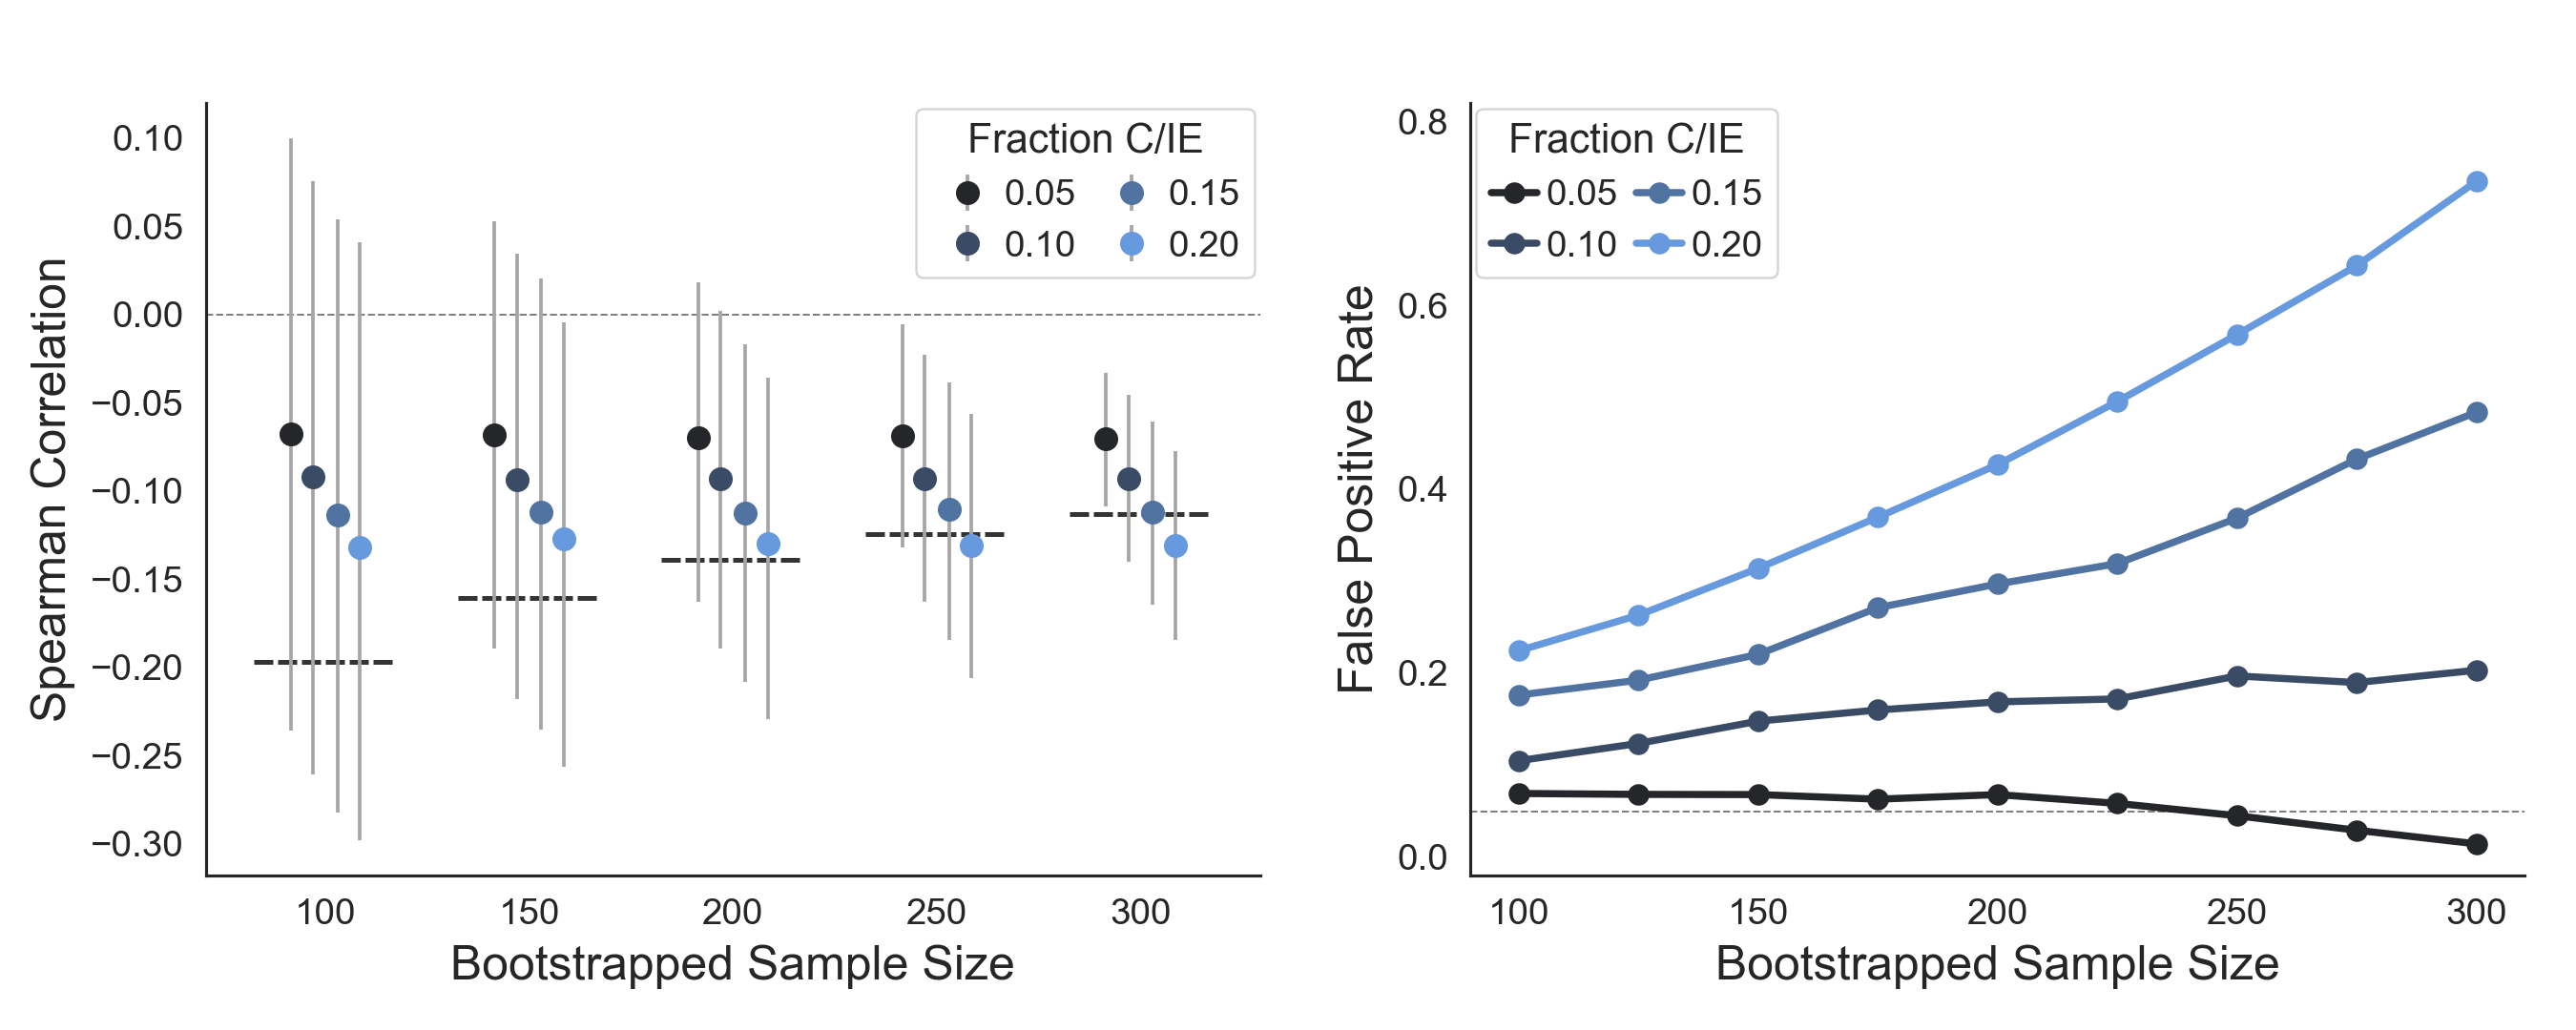 Spearman Correlation
0.10
0.05
0.00
−0.05
−0.10
−0.15
−0.20
−0.25
−0.30
Fraction C/IE
0.05 0.15
0.10 0.20
100 150 200 250 300
Bootstrapped Sample Size
False Positive Rate
0.8
0.6
0.4
0.2
0.0
Fraction C/IE
0.05 0.15
0.10 0.20
100 150 200 250 300
Bootstrapped Sample Size